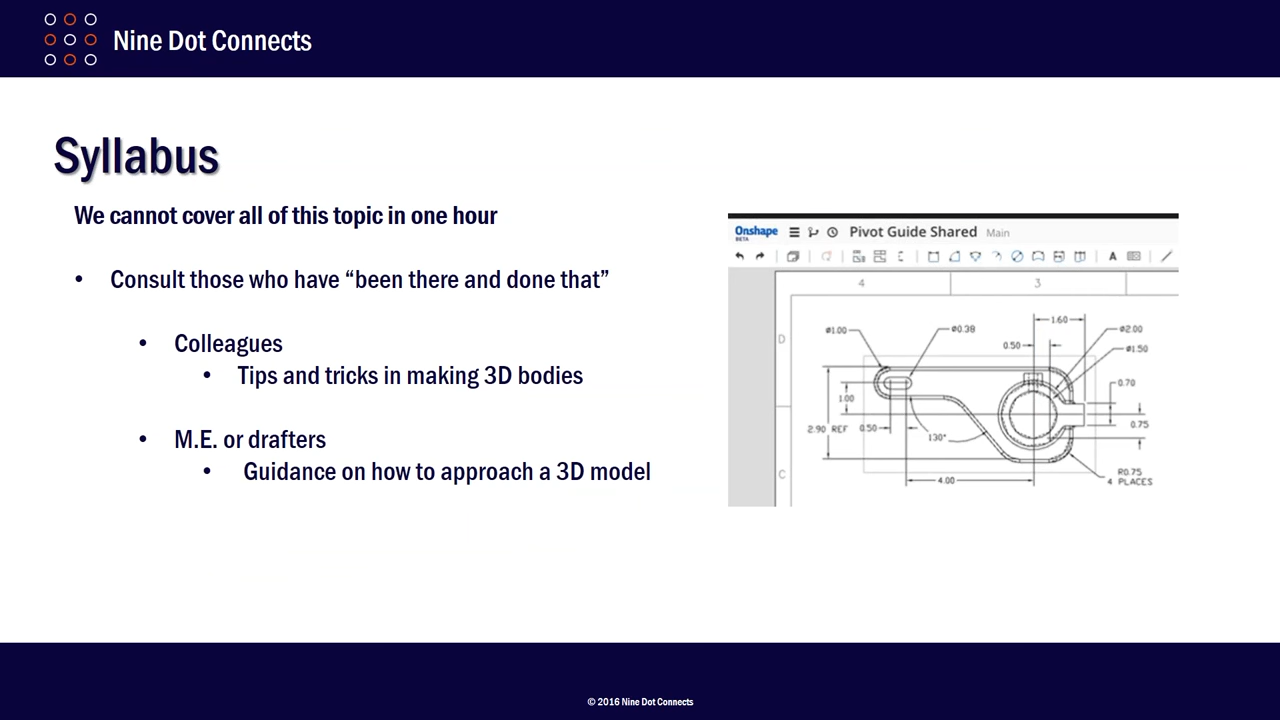 Nine Dot Connects
Syllabus
We cannot cover all of this topic in one hour
• Consult those who have “been there and done that”
• Colleagues
• Tips and tricks in making 3D bodies
• M.E. or drafters
• Guidance on how to approach a 3D model
Onshape
BETA
Pivot Guide Shared Main
A
4 3
D
C
1.60
ø1.00
ø0.38
ø2.00
0.50
ø1.50
0.70
1.00
0.75
2.90 REF
0.50
130°
R0.75
4 PLACES
4.00
© 2016 Nine Dot Connects